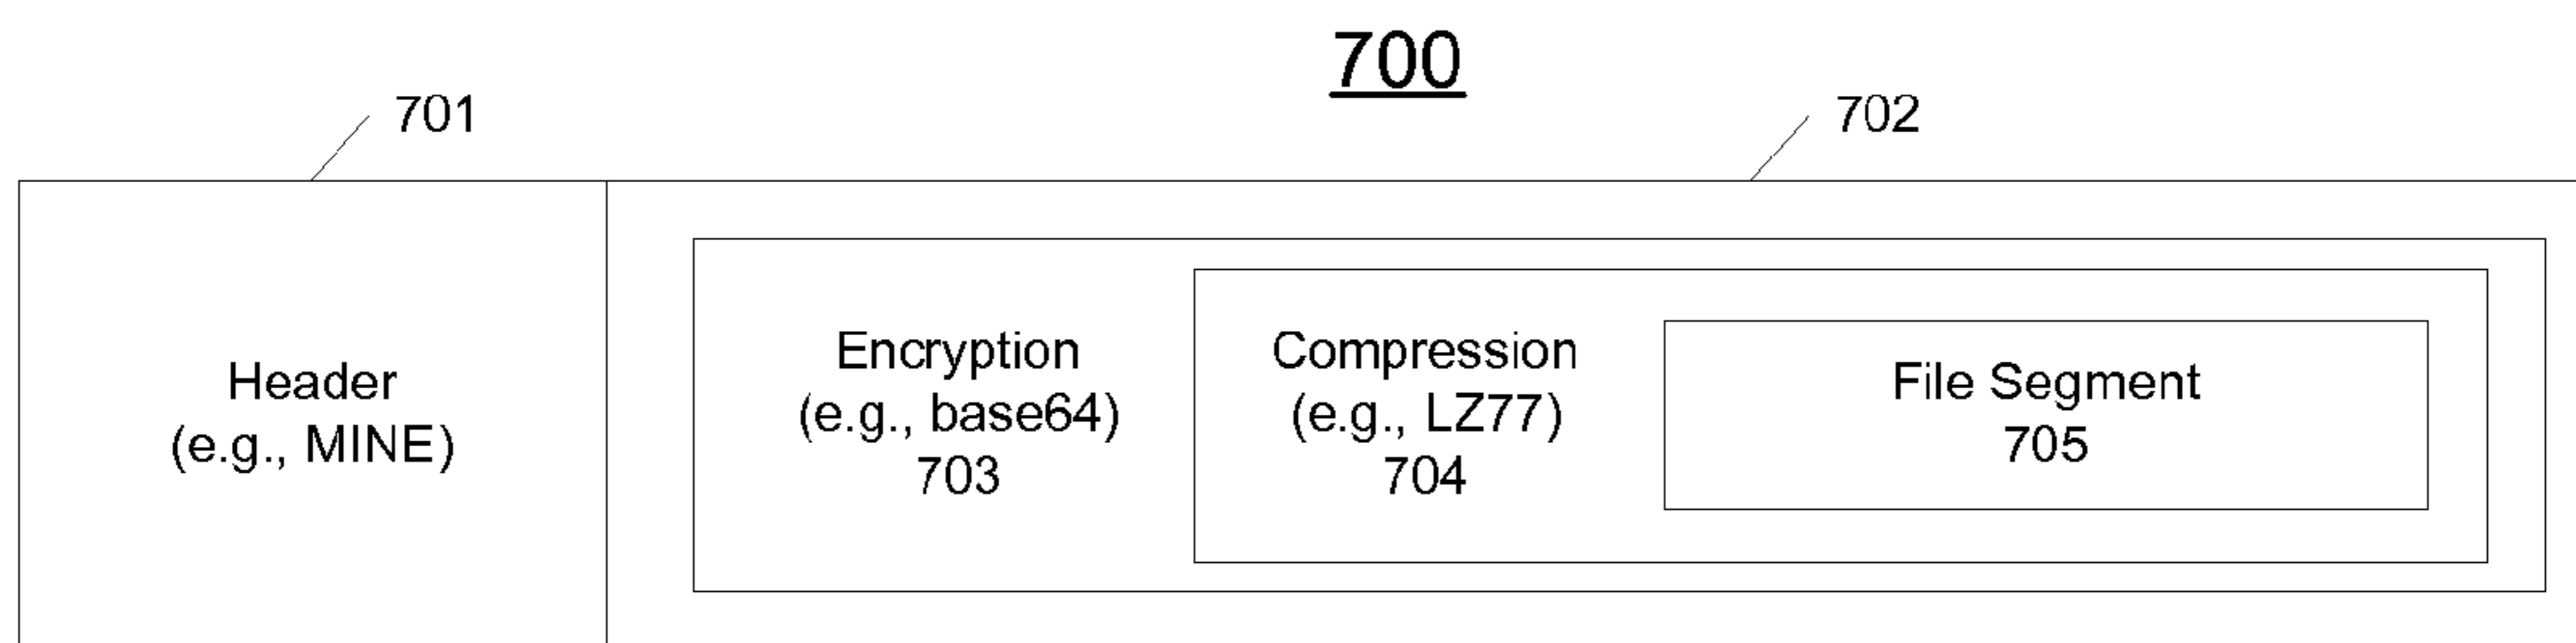 700
701
702
Header
(e.g., MINE)
Encryption
(e.g., base64)
703
Compression
(e.g., LZ77)
704
File Segment
705